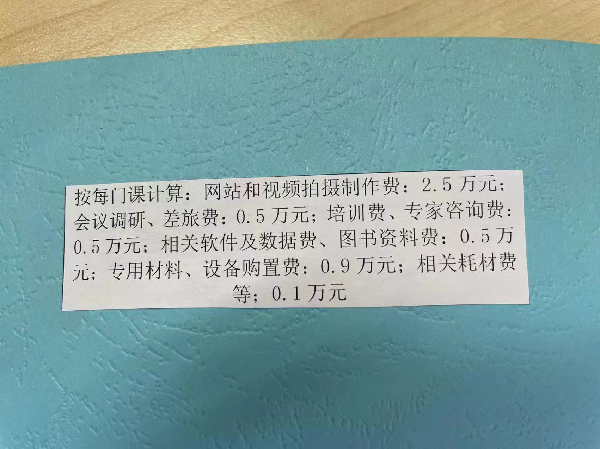 按每门课计算：网站和视频拍摄制作费：2.5 万元；
会议调研、差旅费：0.5 万元；培训费、专家咨询费：
0.5 万元；相关软件及数据费、图书资料费：0.5 万
元；专用材料、设备购置费：0.9 万元；相关耗材费
等；0.1 万元